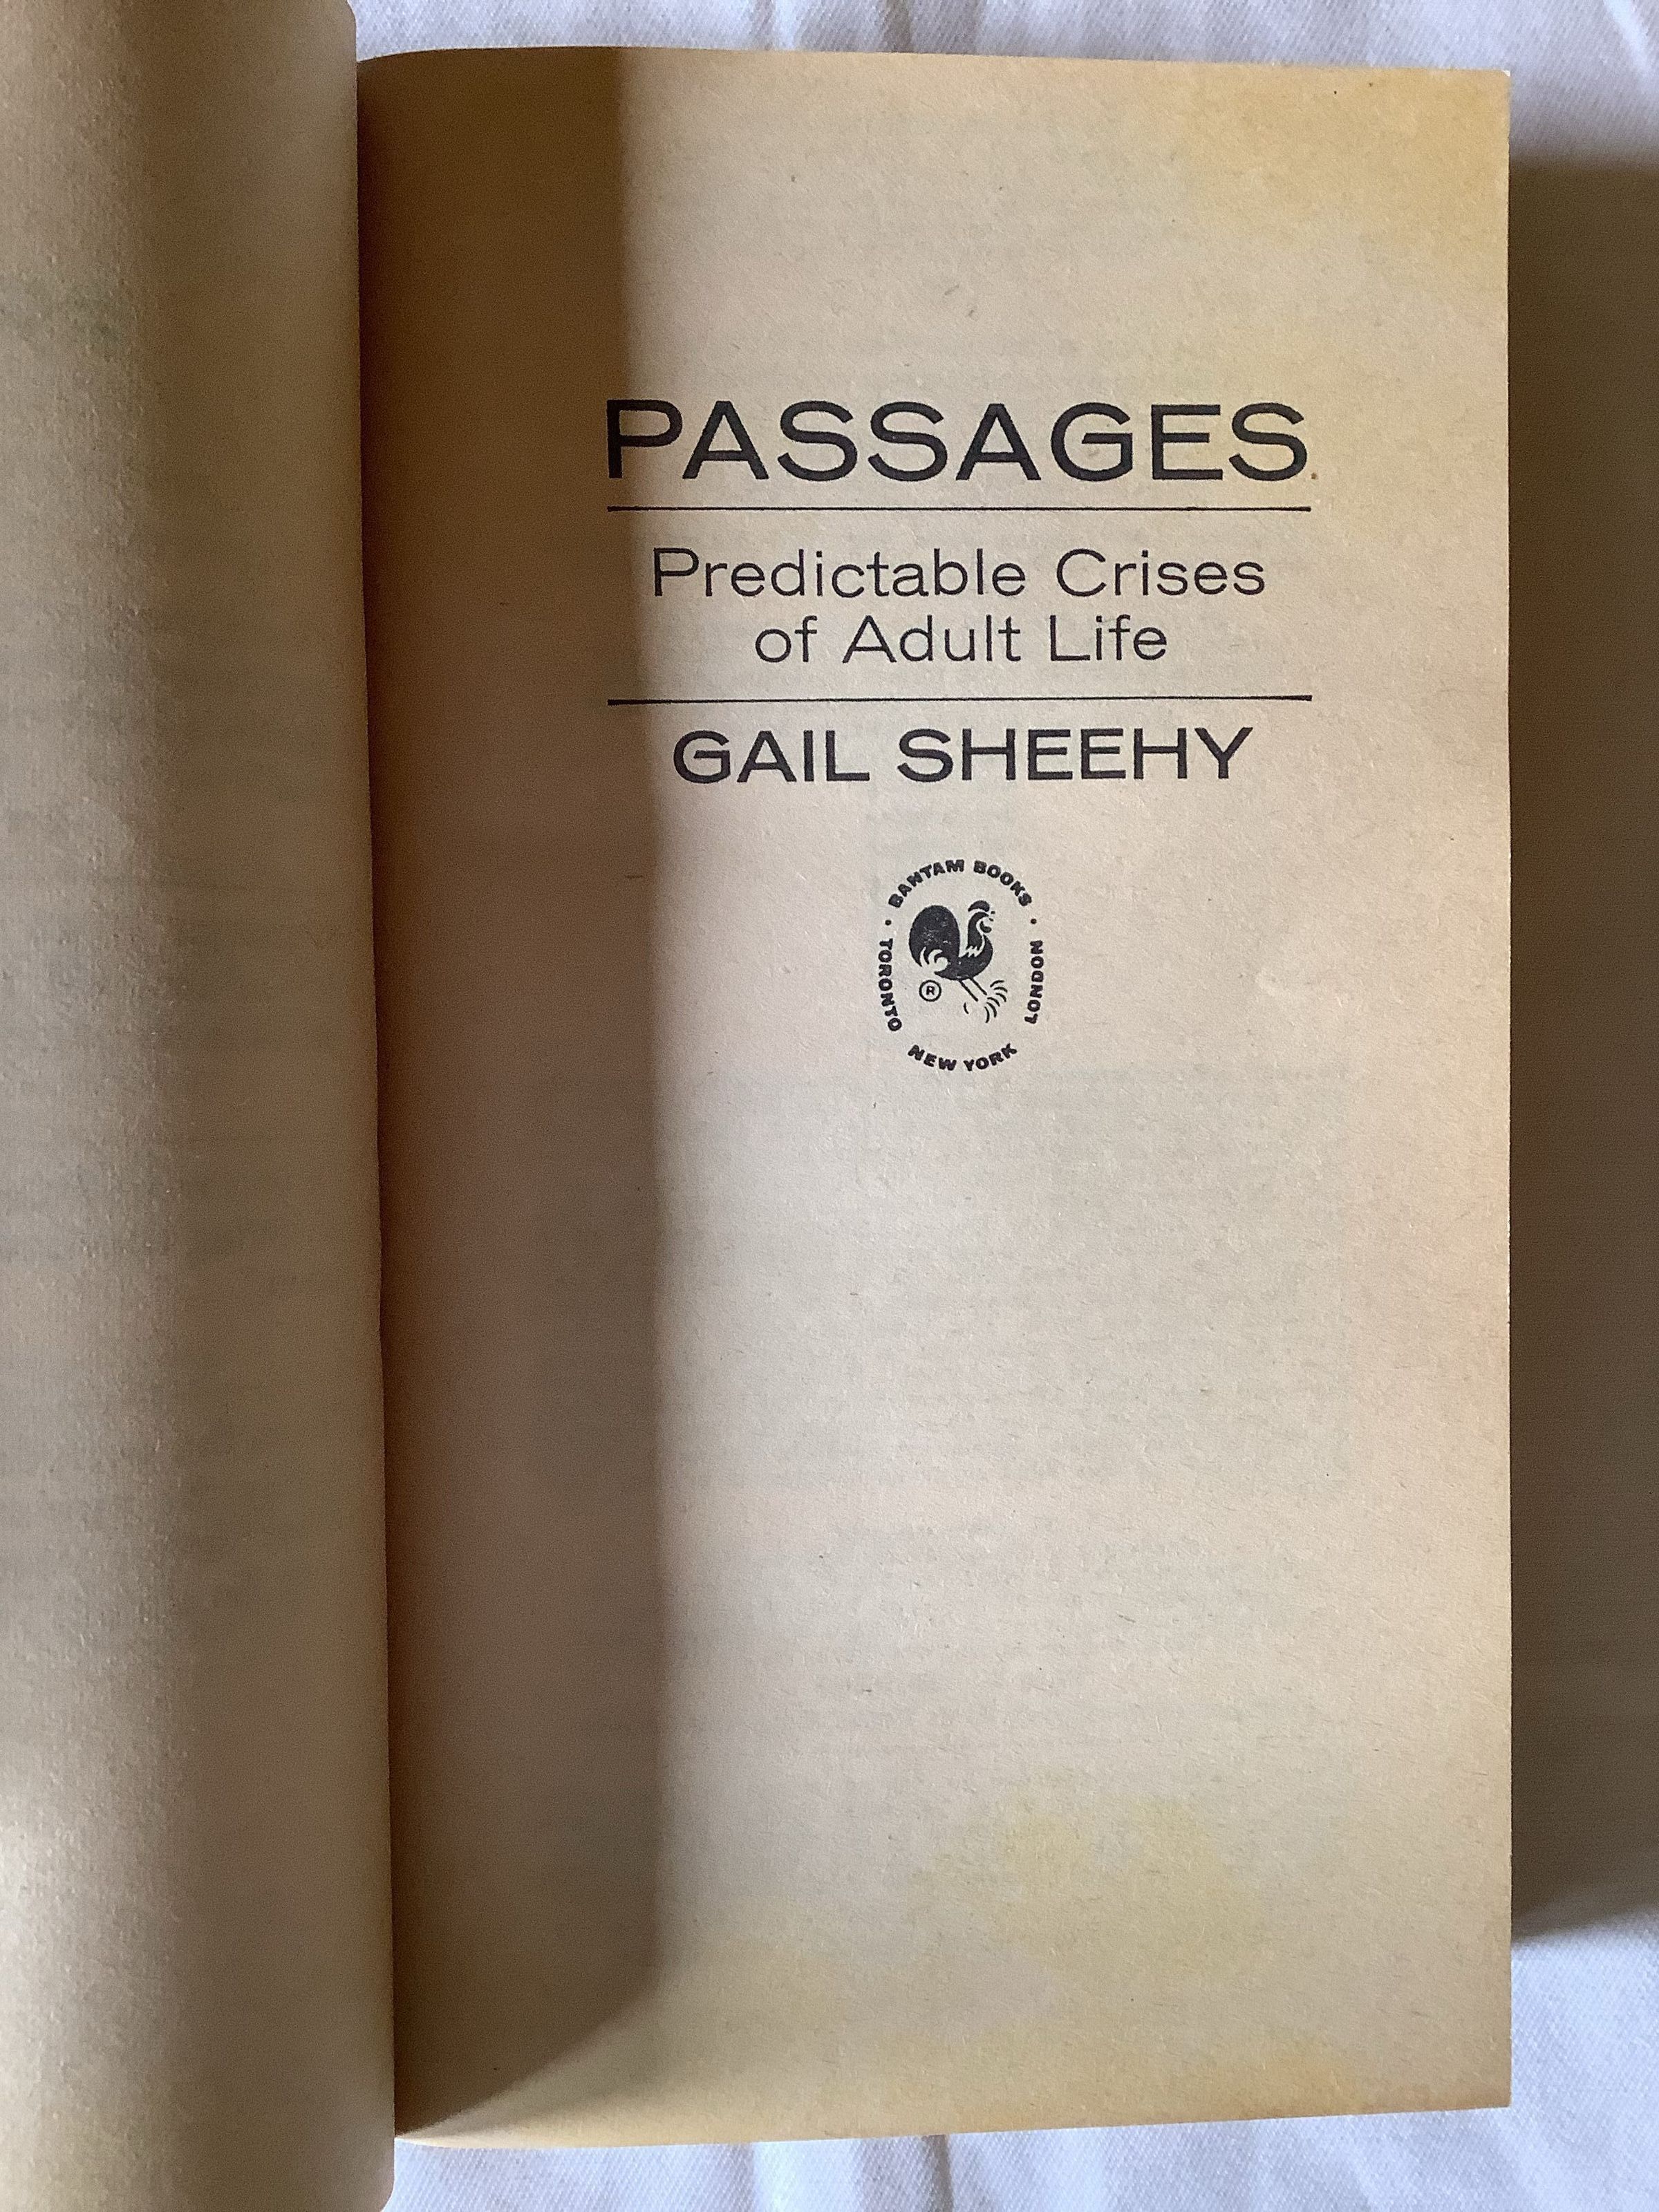 PASSAGES
Predictable Crises
of Adult Life
GAIL SHEEHY
BANTAM BOOKS
TORONTO · NEW YORK · LONDON
®